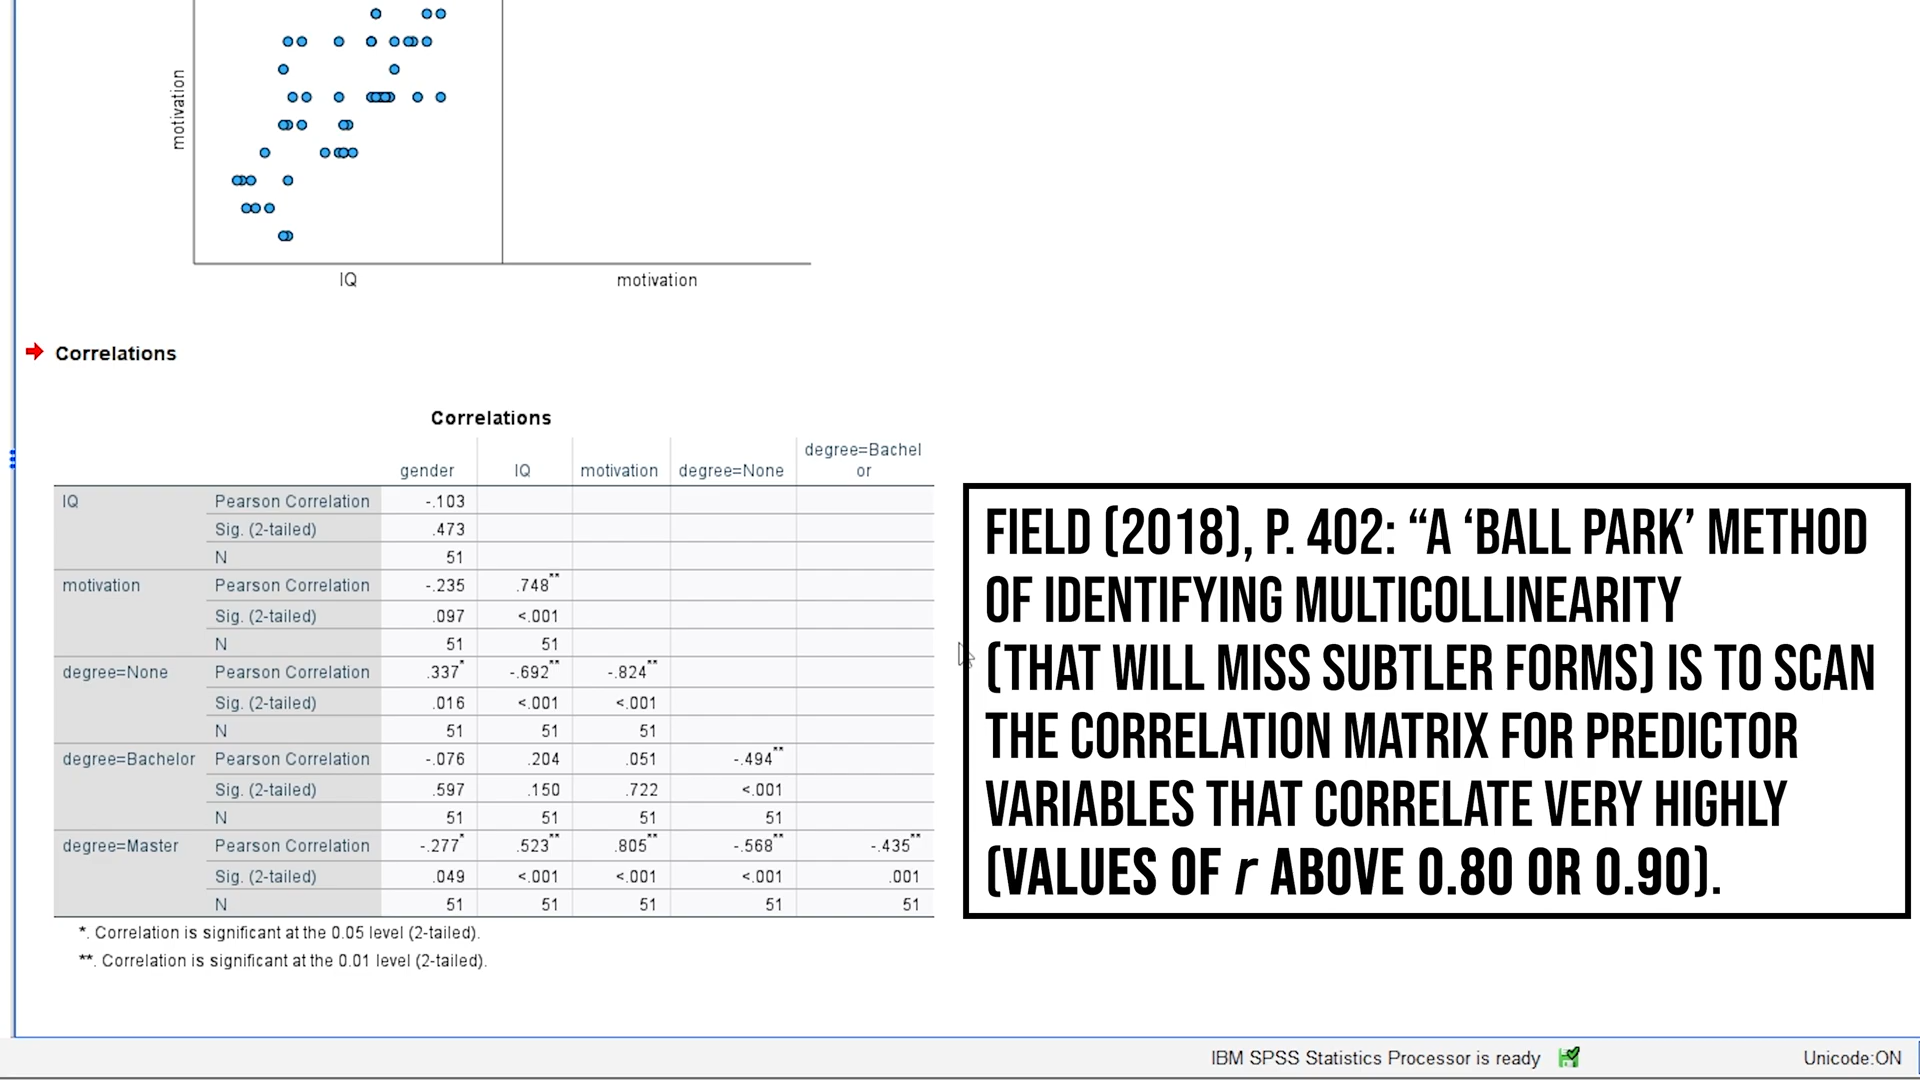 motivation
IQ motivation
Correlations
Correlations
gender IQ motivation degree=None degree=Bachel
or
IQ Pearson Correlation -.103
Sig. (2-tailed) .473
N 51
motivation Pearson Correlation -.235 .748**
Sig. (2-tailed) .097 <.001
N 51 51
degree=None Pearson Correlation .337* -.692** -.824**
Sig. (2-tailed) .016 <.001 <.001
N 51 51 51
degree=Bachelor Pearson Correlation -.076 .204 .051 -.494**
Sig. (2-tailed) .597 .150 .722 <.001
N 51 51 51 51
degree=Master Pearson Correlation -.277* .523** .805** -.568** -.435**
Sig. (2-tailed) .049 <.001 <.001 <.001 .001
N 51 51 51 51 51
*. Correlation is significant at the 0.05 level (2-tailed).
**. Correlation is significant at the 0.01 level (2-tailed).
FIELD (2018), P. 402: “A ‘BALL PARK’ METHOD
OF IDENTIFYING MULTICOLLINEARITY
(THAT WILL MISS SUBTLER FORMS) IS TO SCAN
THE CORRELATION MATRIX FOR PREDICTOR
VARIABLES THAT CORRELATE VERY HIGHLY
(VALUES OF r ABOVE 0.80 OR 0.90).
IBM SPSS Statistics Processor is ready Unicode:ON